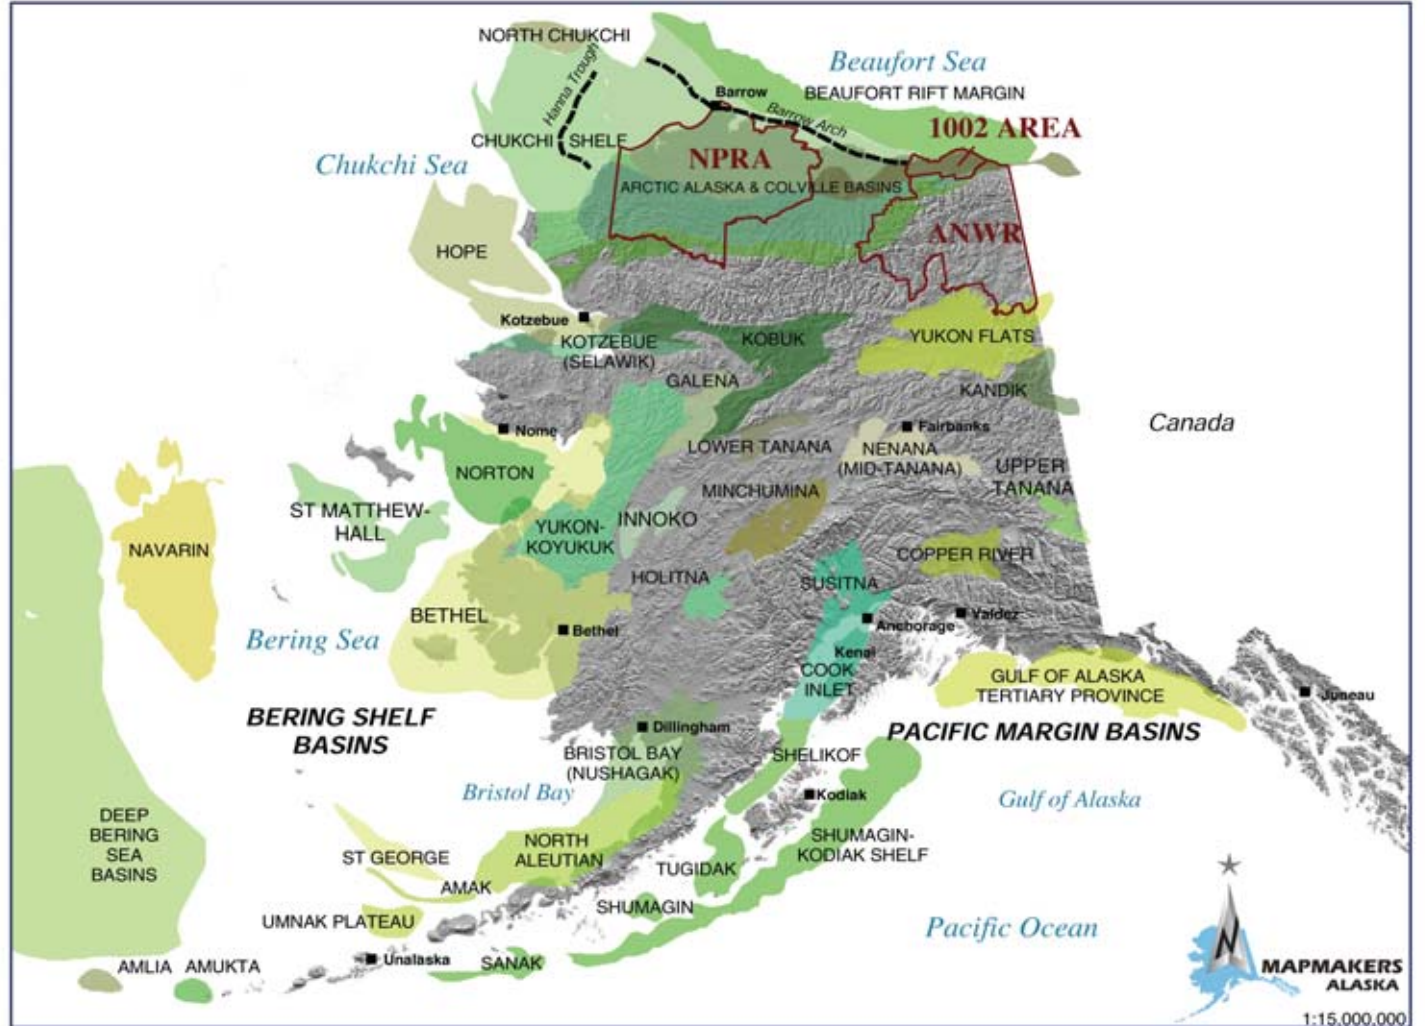 NORTH CHUKCHI
Hanna Trough
Beaufort Sea
BEAUFORT RIFT MARGIN
Barrow
Barrow Arch
1002 AREA
CHUKCHI SHELF
Chukchi Sea
NPRA
ARCTIC ALASKA & COLVILLE BASINS
ANWR
HOPE
Kotzebue
KOTZEBUE
(SELAWIK)
KOBUK
YUKON FLATS
GALENA
KANDIK
Canada
Nome
Fairbanks
LOWER TANANA
NENANA
(MID-TANANA)
NORTON
UPPER
TANANA
MINCHUMINA
ST MATTHEW-
HALL
INNOKO
YUKON-
KOYUKUK
NAVARIN
COPPER RIVER
HOLITNA
SUSITNA
BETHEL
Bethel
Valdez
Anchorage
Bering Sea
Kenai
COOK
INLET
GULF OF ALASKA
TERTIARY PROVINCE
Juneau
BERING SHELF
BASINS
Dillingham
PACIFIC MARGIN BASINS
BRISTOL BAY
(NUSHAGAK)
SHELIKOF
Bristol Bay
Kodiak
Gulf of Alaska
DEEP
BERING
SEA
BASINS
NORTH
ALEUTIAN
SHUMAGIN-
KODIAK SHELF
ST GEORGE
TUGIDAK
AMAK
SHUMAGIN
UMNAK PLATEAU
Pacific Ocean
Unalaska
SANAK
AMLIA
AMUKTA
N
MAPMAKERS
ALASKA
1:15,000,000